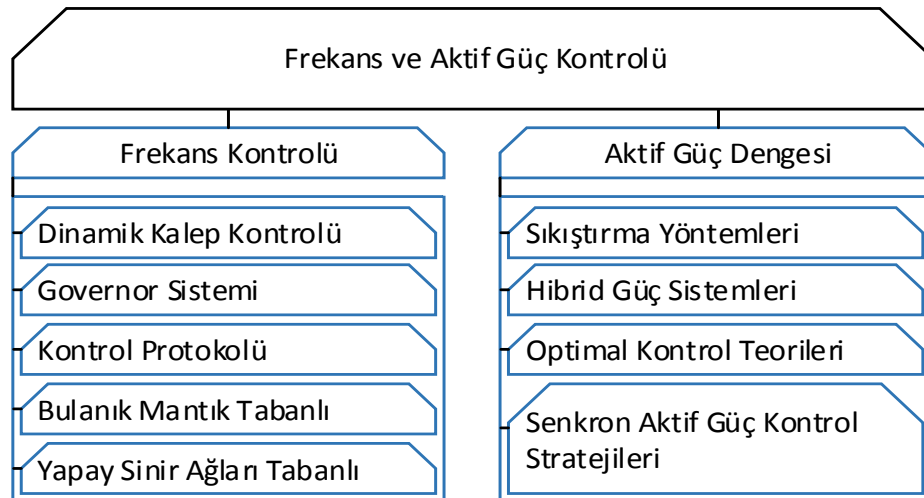 Frekans ve Aktif Güç Kontrolü
Frekans Kontrolü
Dinamik Kalep Kontrolü
Governor Sistemi
Kontrol Protokolü
Bulanık Mantık Tabanlı
Yapay Sinir Ağları Tabanlı
Aktif Güç Dengesi
Sıkıştırma Yöntemleri
Hibrid Güç Sistemleri
Optimal Kontrol Teorileri
Senkron Aktif Güç Kontrol
Stratejileri